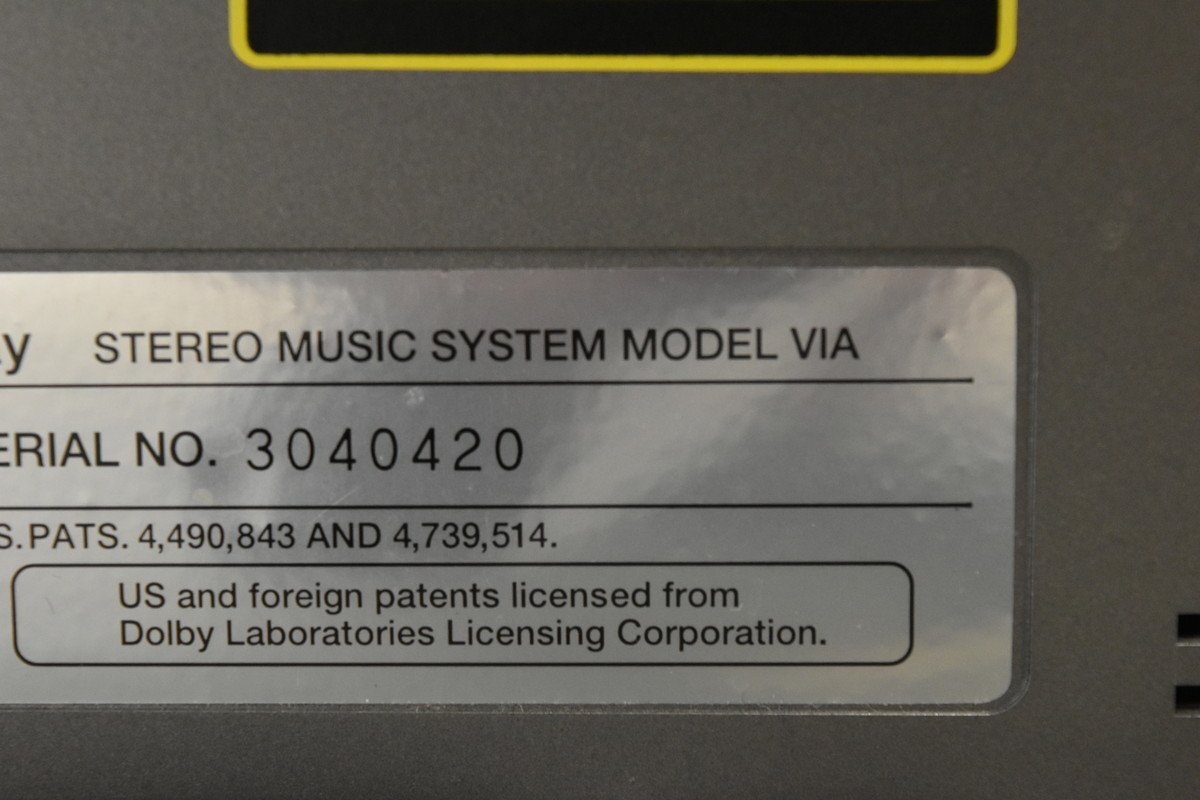 STEREO MUSIC SYSTEM MODEL VIA
ERIAL NO. 3040420
S.PATS. 4,490,843 AND 4,739,514.
US and foreign patents licensed from
Dolby Laboratories Licensing Corporation.